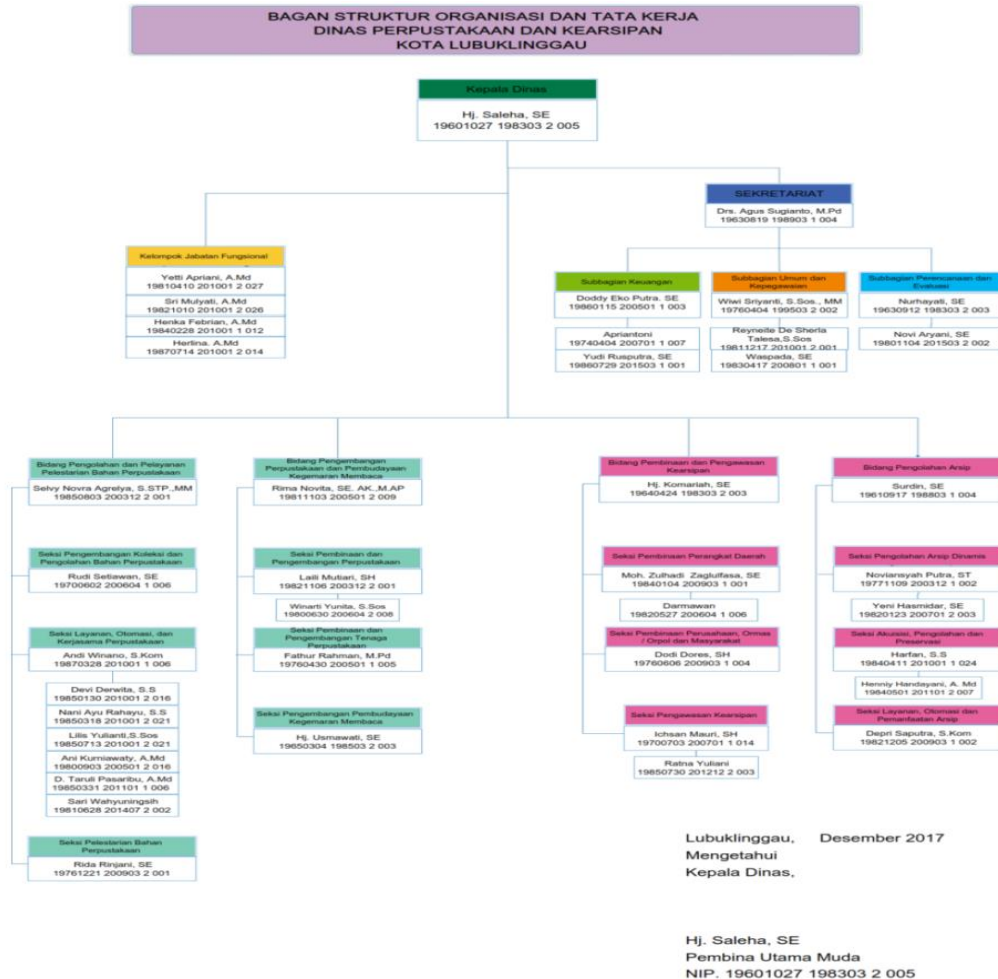 BAGAN STRUKTUR ORGANISASI DAN TATA KERJA
DINAS PERPUSTAKAAN DAN KEARSIPAN
KOTA LUBUKLINGGAU
Kepala Dinas
Hj. Saleha, SE
19601027 198303 2 005
SEKRETARIAT
Drs. Agus Sugianto, M.Pd
19630819 198903 1 004
Kelompok Jabatan Fungsional
Yetti Apriani, A.Md
19810410 201001 2 027
Sri Mulyati, A.Md
19821010 201001 2 026
Henka Febrian, A.Md
19840228 201001 1 012
Herlina. A.Md
19870714 201001 2 014
Subbagian Keuangan
Doddy Eko Putra. SE
19860115 200501 1 003
Apriantoni
19740404 200701 1 007
Yudi Rusputra, SE
19860729 201503 1 001
Subbagian Umum dan
Kepegawaian
Wiwi Sriyanti, S.Sos., MM
19760404 199503 2 002
Reyneite De Sherla
Talesa,S.Sos
19811217 201001 2 001
Waspada, SE
19830417 200801 1 001
Subbagian Perencanaan dan
Evaluasi
Nurhayati, SE
19630912 198303 2 003
Novi Aryani, SE
19801104 201503 2 002
Bidang Pengolahan dan Pelayanan
Pelestarian Bahan Perpustakaan
Selvy Novra Agrelya, S.STP.,MM
19850803 200312 2 001
Seksi Pengembangan Koleksi dan
Pengolahan Bahan Perpustakaan
Rudi Setiawan, SE
19700602 200604 1 006
Seksi Layanan, Otomasi, dan
Kerjasama Perpustakaan
Andi Winano, S.Kom
19870328 201001 1 006
Devi Derwita, S.S
19850130 201001 2 016
Nani Ayu Rahayu, S.S
19850318 201001 2 021
Lilis Yulianti,S.Sos
19850713 201001 2 021
Ani Kurniawaty, A.Md
19800903 200501 2 016
D. Taruli Pasaribu, A.Md
19850331 201101 1 006
Sari Wahyuningsih
19810628 201407 2 002
Seksi Pelestarian Bahan
Perpustakaan
Rida Rinjani, SE
19761221 200903 2 001
Bidang Pengembangan
Perpustakaan dan Pembudayaan
Kegemaran Membaca
Rima Novita, SE, AK.,M.AP
19811103 200501 2 009
Seksi Pembinaan dan
Pengembangan Perpustakaan
Laili Mutiari, SH
19821106 200312 2 001
Winarti Yunita, S.Sos
19800630 200604 2 008
Seksi Pembinaan dan
Pengembangan Tenaga
Perpustakaan
Fathur Rahman, M.Pd
19760430 200501 1 005
Seksi Pengembangan Pembudayaan
Kegemaran Membaca
Hj. Usmawati, SE
19650304 198503 2 003
Bidang Pembinaan dan Pengawasan
Kearsipan
Hj. Komariah, SE
19640424 198303 2 003
Seksi Pembinaan Perangkat Daerah
Moh. Zulhadi Zaglulfasa, SE
19840104 200903 1 001
Darmawan
19820527 200604 1 006
Seksi Pembinaan Perusahaan, Ormas
/ Orpol dan Masyarakat
Dodi Dores, SH
19760606 200903 1 004
Seksi Pengawasan Kearsipan
Ichsan Mauri, SH
19700703 200701 1 014
Ratna Yuliani
19850730 201212 2 003
Bidang Pengolahan Arsip
Surdin, SE
19610917 198803 1 004
Seksi Pengolahan Arsip Dinamis
Noviansyah Putra, ST
19771109 200312 1 002
Yeni Hasmidar, SE
19820123 200701 2 003
Seksi Akusisi, Pengolahan dan
Preservasi
Harfan, S.S
19840411 201001 1 024
Henniy Handayani, A. Md
19840501 201101 2 007
Seksi Layanan, Otomasi dan
Pemanfaatan Arsip
Depri Saputra, S.Kom
19821205 200903 1 002
Lubuklinggau, Desember 2017
Mengetahui
Kepala Dinas,
Hj. Saleha, SE
Pembina Utama Muda
NIP. 19601027 198303 2 005